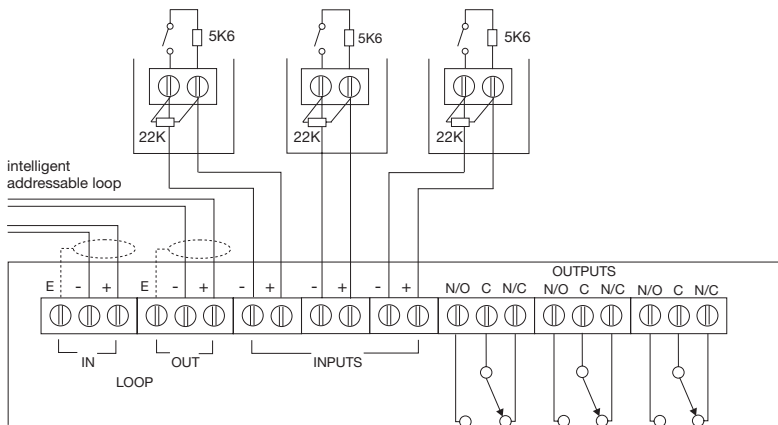 5K6 5K6 5K6
22K 22K 22K
intelligent
addressable loop
OUTPUTS
E - + E - + - + - + - + N/O C N/C N/O C N/C N/O C N/C
IN OUT INPUTS
LOOP